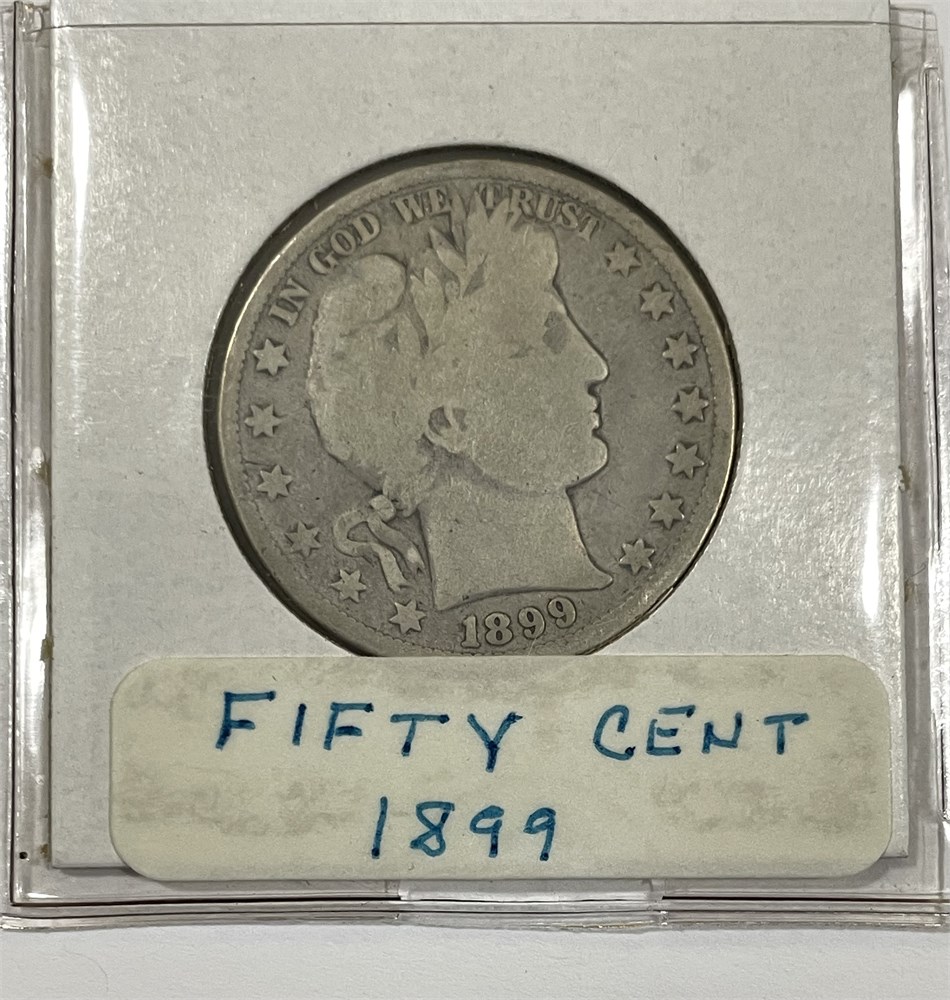 IN GOD WE TRUST
1899
FIFTY CENT
1899